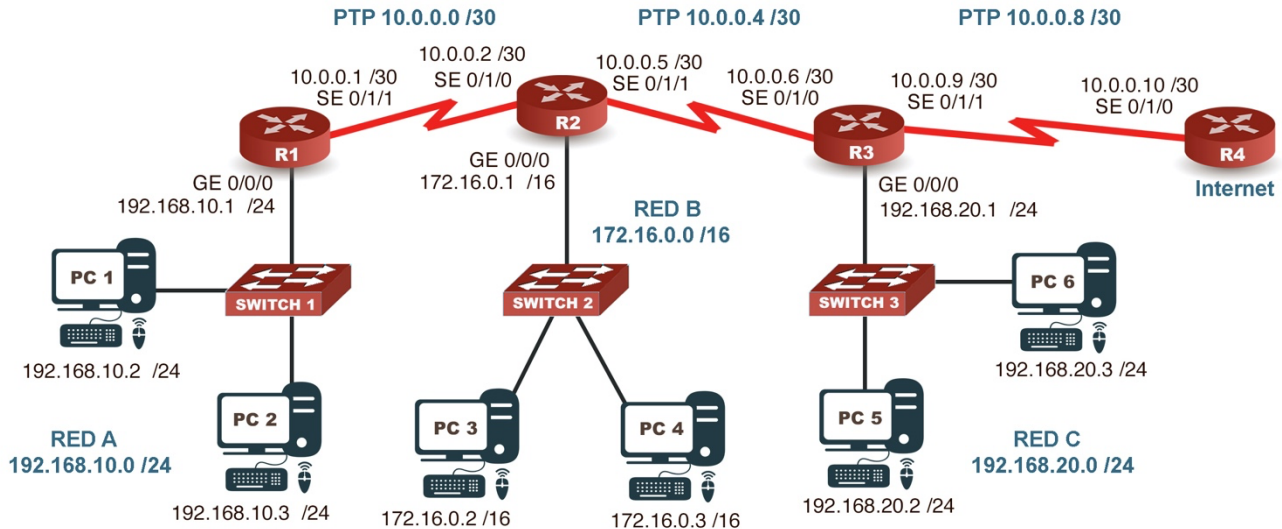 PTP 10.0.0.0 /30
PTP 10.0.0.4 /30
PTP 10.0.0.8 /30
10.0.0.1 /30
SE 0/1/1
10.0.0.2 /30
SE 0/1/0
R2
10.0.0.5 /30
SE 0/1/1
10.0.0.6 /30
SE 0/1/0
10.0.0.9 /30
SE 0/1/1
10.0.0.10 /30
SE 0/1/0
R1
R3
R4
Internet
GE 0/0/0
192.168.10.1 /24
GE 0/0/0
172.16.0.1 /16
GE 0/0/0
192.168.20.1 /24
RED B
172.16.0.0 /16
PC 1
SWITCH 1
SWITCH 2
SWITCH 3
PC 6
192.168.10.2 /24
192.168.20.3 /24
PC 2
PC 3
PC 4
PC 5
RED A
192.168.10.0 /24
RED C
192.168.20.0 /24
192.168.10.3 /24
172.16.0.2 /16
172.16.0.3 /16
192.168.20.2 /24